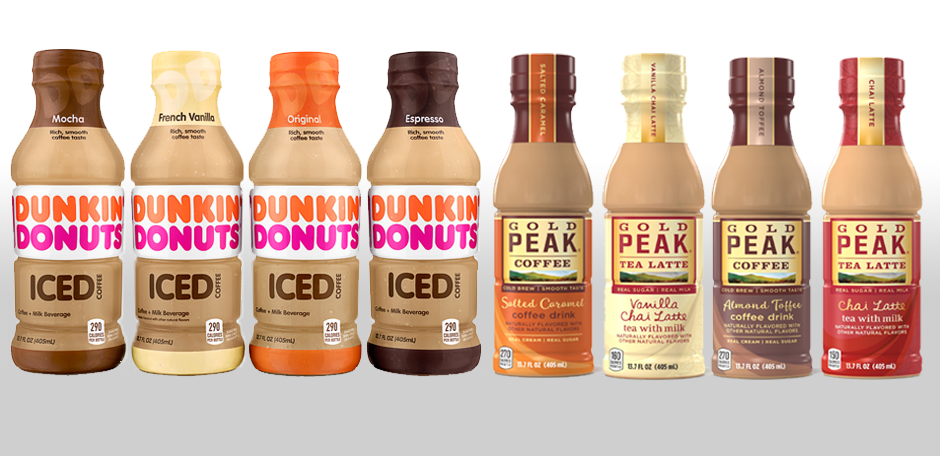 Mocha
Rich, smooth
coffee taste
DUNKIN'
DONUTS
ICED COFFEE
Coffee + Milk Beverage
290
CALORIES
PER BOTTLE
13.7 FL OZ (405mL)
French Vanilla
Rich, smooth
coffee taste
DUNKIN'
DONUTS
ICED COFFEE
Coffee + Milk Beverage
290
CALORIES
PER BOTTLE
13.7 FL OZ (405mL)
Original
Rich, smooth
coffee taste
DUNKIN'
DONUTS
ICED COFFEE
Coffee + Milk Beverage
290
CALORIES
PER BOTTLE
13.7 FL OZ (405mL)
Espresso
Rich, smooth
coffee taste
DUNKIN'
DONUTS
ICED COFFEE
Coffee + Milk Beverage
290
CALORIES
PER BOTTLE
13.7 FL OZ (405mL)
SALTED CARAMEL
GOLD
PEAK
COFFEE
COLD BREW | SMOOTH TASTE
Salted Caramel
coffee drink
NATURALLY FLAVORED WITH
OTHER NATURAL FLAVORS
REAL CREAM | REAL SUGAR
270
13.7 FL OZ (405 mL)
VANILLA CHAI LATTE
GOLD
PEAK
TEA LATTE
REAL SUGAR | REAL MILK
Vanilla
Chai Latte
tea with milk
NATURALLY FLAVORED WITH
OTHER NATURAL FLAVORS
160
13.7 FL OZ (405 mL)
ALMOND TOFFEE
GOLD
PEAK
COFFEE
COLD BREW | SMOOTH TASTE
Almond Toffee
coffee drink
NATURALLY FLAVORED WITH
OTHER NATURAL FLAVORS
REAL CREAM | REAL SUGAR
270
13.7 FL OZ (405 mL)
CHAI LATTE
GOLD
PEAK
TEA LATTE
REAL SUGAR | REAL MILK
Chai Latte
tea with milk
NATURALLY FLAVORED WITH
OTHER NATURAL FLAVORS
150
13.7 FL OZ (405 mL)